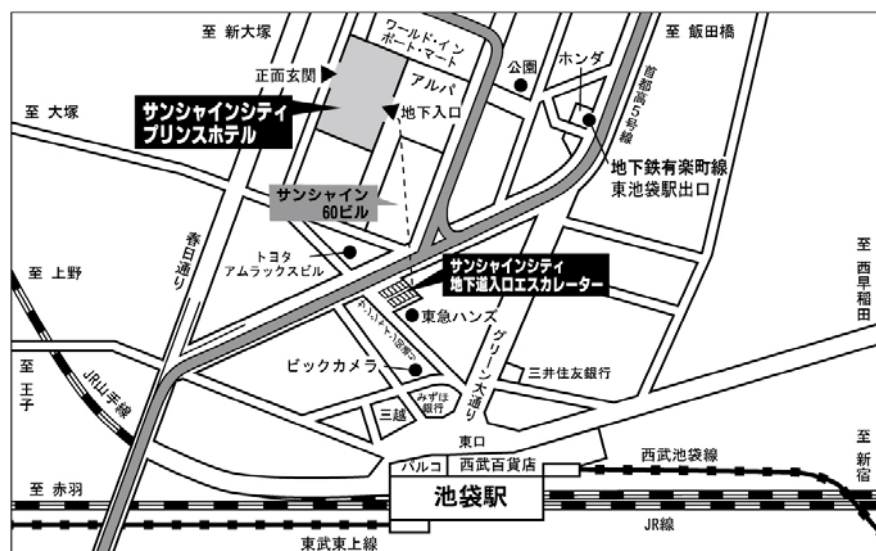 至 新大塚
ワールド・イン
ポート・マート
至 飯田橋
ホンダ
公園
正面玄関
アルパ
首都高5号線
サンシャインシティ
プリンスホテル
地下入口
至 大塚
地下鉄有楽町線
東池袋駅出口
サンシャイン
60ビル
春日通り
トヨタ
アムラックスビル
サンシャインシティ
地下道入口エスカレーター
至 西早稲田
至 上野
東急ハンズ
サンシャイン60通り
グリーン大通り
ビックカメラ
三井住友銀行
至 王子
JR山手線
みずほ
銀行
三越
東口
パルコ
西武百貨店
西武池袋線
至 新宿
至 赤羽
池袋駅
JR線
東武東上線